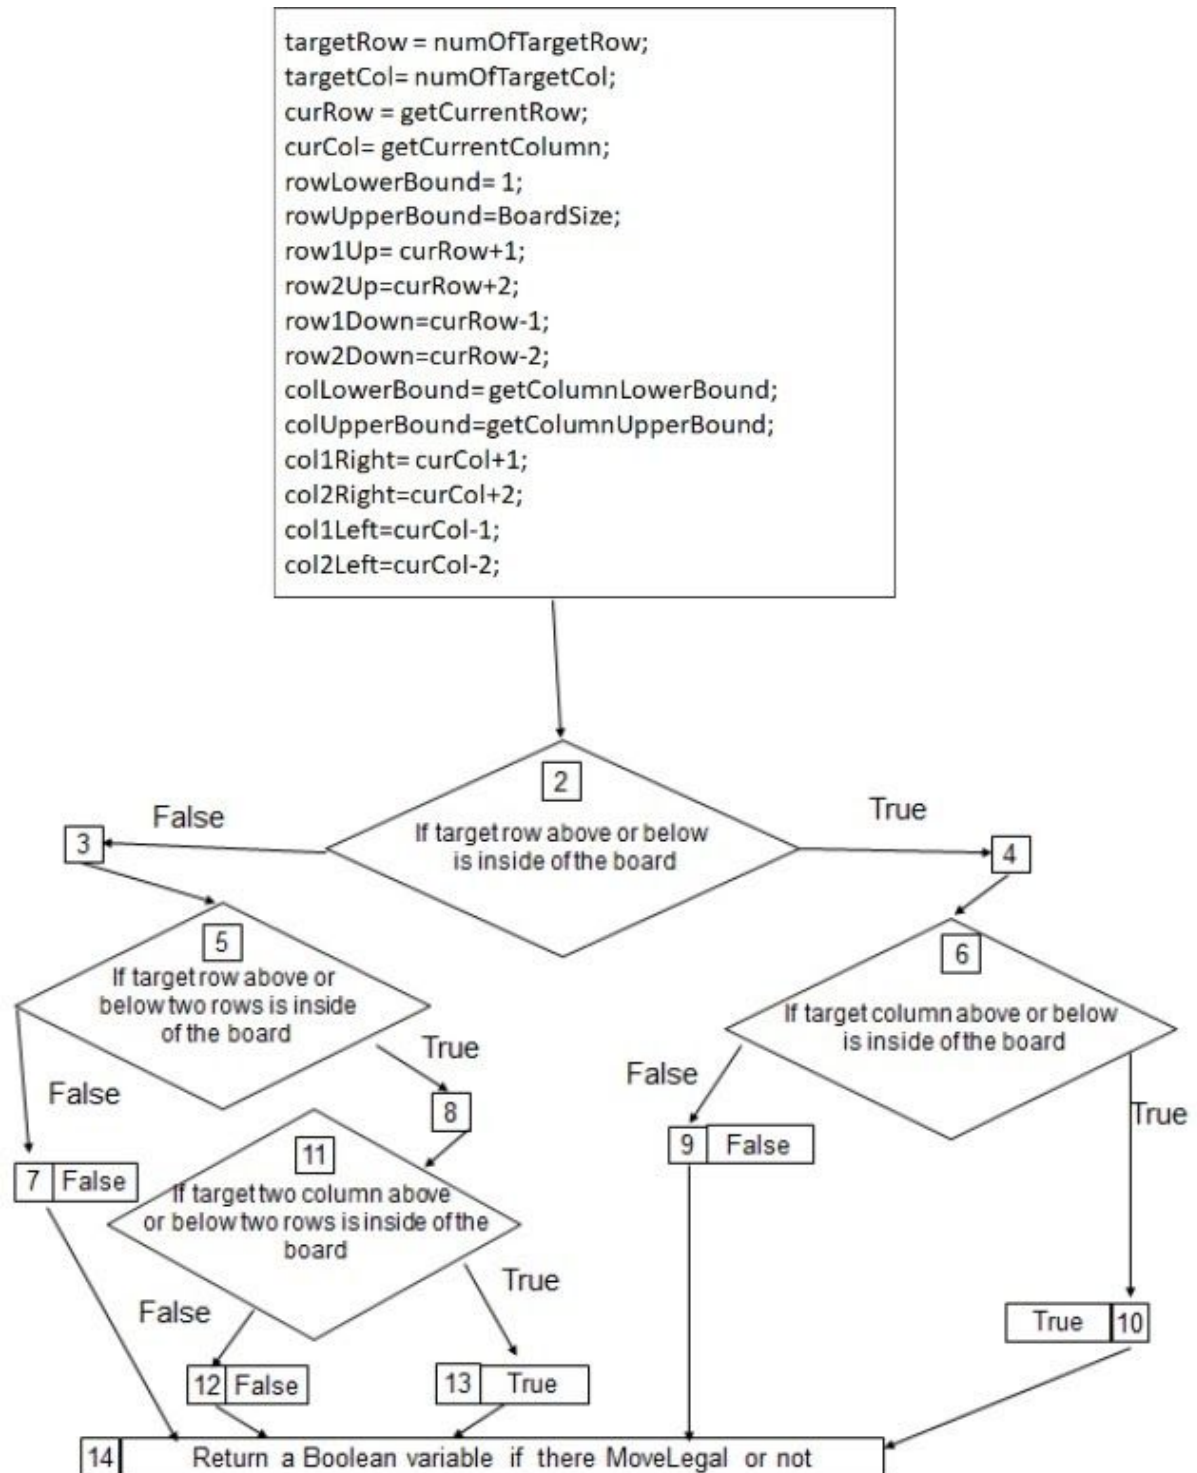 targetRow = numOfTargetRow;
targetCol= numOfTargetCol;
curRow = getCurrentRow;
curCol= getCurrentColumn;
rowLowerBound= 1;
rowUpperBound=BoardSize;
row1Up= curRow+1;
row2Up=curRow+2;
row1Down=curRow-1;
row2Down=curRow-2;
colLowerBound=getColumnLowerBound;
colUpperBound=getColumnUpperBound;
col1Right= curCol+1;
col2Right=curCol+2;
col1Left=curCol-1;
col2Left=curCol-2;
2
If target row above or below
is inside of the board
False
True
3
4
5
If target row above or
below two rows is inside
of the board
6
If target column above or below
is inside of the board
True
False
False
True
8
7 False
9 False
11
If target two column above
or below two rows is inside of the
board
True
False
True 10
12 False
13 True
14 Return a Boolean variable if there MoveLegal or not